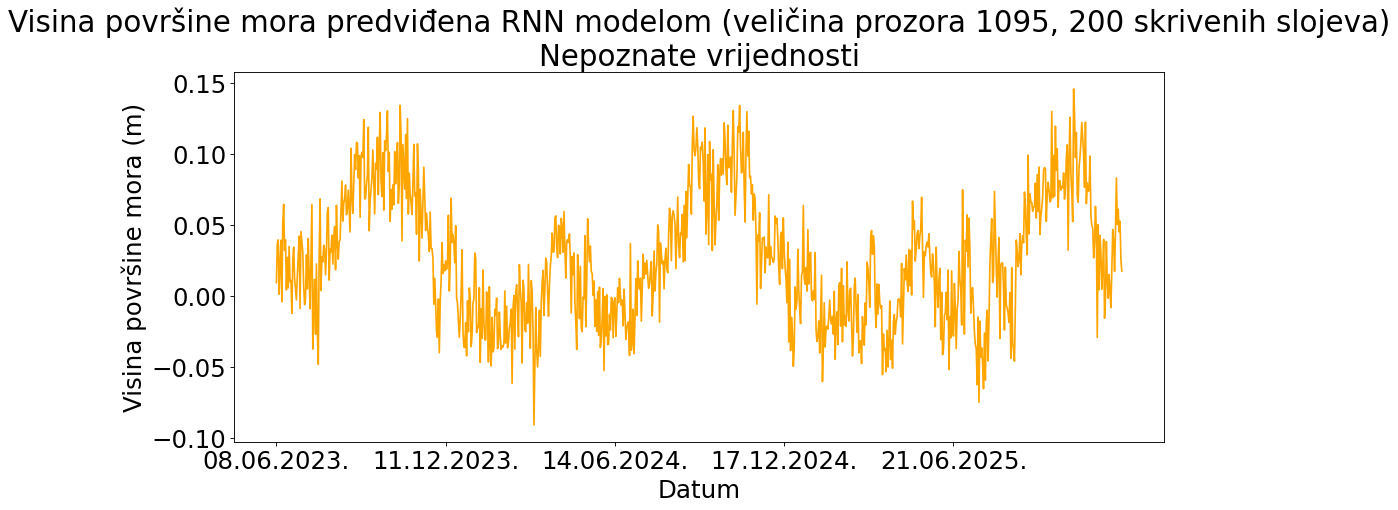 Visina površine mora predviđena RNN modelom (veličina prozora 1095, 200 skrivenih slojeva)
Nepoznate vrijednosti
Visina površine mora (m)
0.15
0.10
0.05
0.00
−0.05
−0.10
08.06.2023. 11.12.2023. 14.06.2024. 17.12.2024. 21.06.2025.
Datum